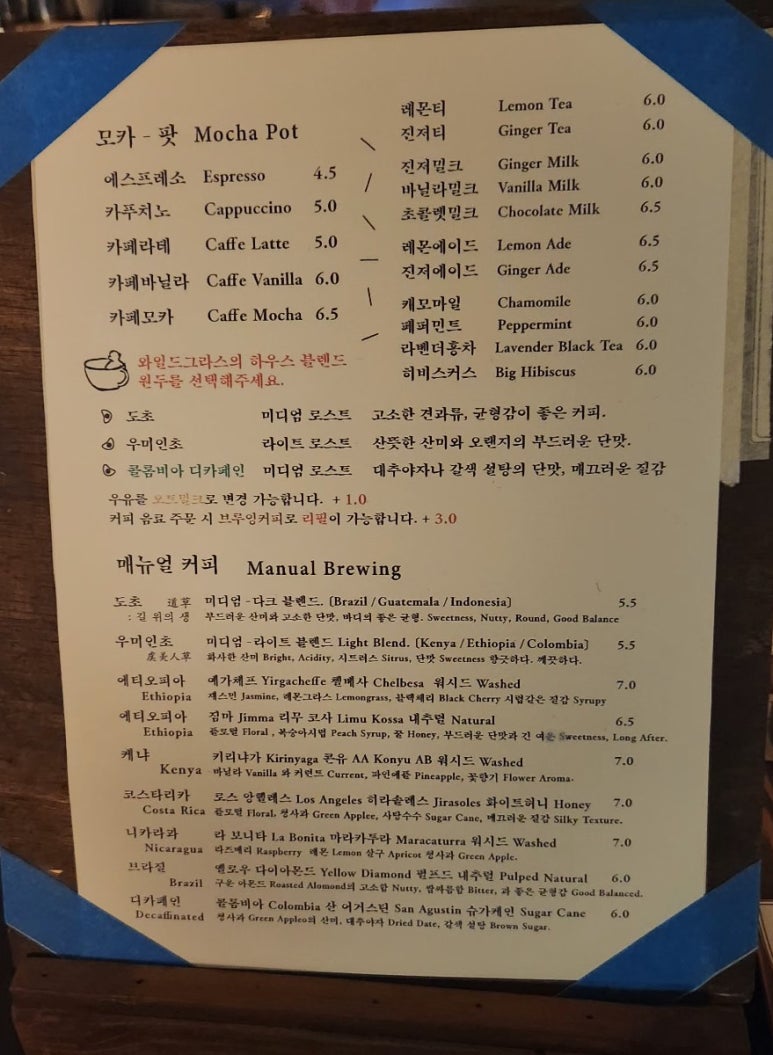 모카 - 팟 Mocha Pot
에스프레소 Espresso 4.5
카푸치노 Cappuccino 5.0
카페라테 Caffe Latte 5.0
카페바닐라 Caffe Vanilla 6.0
카페모카 Caffe Mocha 6.5
레몬티 Lemon Tea 6.0
진저티 Ginger Tea 6.0
진져밀크 Ginger Milk 6.0
바닐라밀크 Vanilla Milk 6.0
초콜렛밀크 Chocolate Milk 6.5
레몬에이드 Lemon Ade 6.5
진저에이드 Ginger Ade 6.5
캐모마일 Chamomile 6.0
페퍼민트 Peppermint 6.0
라벤더홍차 Lavender Black Tea 6.0
히비스커스 Big Hibiscus 6.0
와일드그라스의 하우스 블렌드
원두를 선택해주세요.
도초 미디엄 로스트 고소한 견과류, 균형감이 좋은 커피.
우미인초 라이트 로스트 산뜻한 산미와 오렌지의 부드러운 단맛.
콜롬비아 디카페인 미디엄 로스트 대추야자나 갈색 설탕의 단맛, 매끄러운 질감
우유를 오트밀크로 변경 가능합니다. + 1.0
커피 음료 주문 시 브루잉커피로 리필이 가능합니다. + 3.0
매뉴얼 커피 Manual Brewing
도초 道草 미디엄 - 다크 블렌드. [Brazil / Guatemala / Indonesia] 5.5
: 길 위의 생 부드러운 산미와 고소한 단맛, 바디의 좋은 균형. Sweetness, Nutty, Round, Good Balance
우미인초 미디엄 - 라이트 블렌드 Light Blend. [Kenya / Ethiopia / Colombia] 5.5
虞美人草 화사한 산미 Bright, Acidity, 시트러스 Sitrus, 단맛 Sweetness 향긋하다. 깨끗하다.
에티오피아 예가체프 Yirgacheffe 첼베사 Chelbesa 워시드 Washed 7.0
Ethiopia 재스민 Jasmine, 레몬그라스 Lemongrass, 블랙체리 Black Cherry 시럽같은 질감 Syrupy
에티오피아 짐마 Jimma 리무 코사 Limu Kossa 내추럴 Natural 6.5
Ethiopia 플로럴 Floral , 복숭아시럽 Peach Syrup, 꿀 Honey, 부드러운 단맛과 긴 여운 Sweetness, Long After.
케냐 키리냐가 Kirinyaga 콘유 AA Konyu AB 워시드 Washed 7.0
Kenya 바닐라 Vanilla 와 커런트 Current, 파인애플 Pineapple, 꽃향기 Flower Aroma.
코스타리카 로스 앙헬레스 Los Angeles 히라솔레스 Jirasoles 화이트허니 Honey 7.0
Costa Rica 플로럴 Floral, 청사과 Green Applee, 사탕수수 Sugar Cane, 매끄러운 질감 Silky Texture.
니카라과 라 보니타 La Bonita 마라카투라 Maracaturra 워시드 Washed 7.0
Nicaragua 라즈베리 Raspberry 레몬 Lemon 살구 Apricot 청사과 Green Apple.
브라질 옐로우 다이아몬드 Yellow Diamond 펄프드 내추럴 Pulped Natural 6.0
Brazil 구운 아몬드 Roasted Alomond의 고소함 Nutty, 쌉싸름함 Bitter, 과 좋은 균형감 Good Balanced.
디카페인 콜롬비아 Colombia 산 어거스틴 San Agustin 슈가케인 Sugar Cane 6.0
Decaffinated 청사과 Green Appleo의 산미, 대추야자 Dried Date, 갈색 설탕 Brown Sugar.